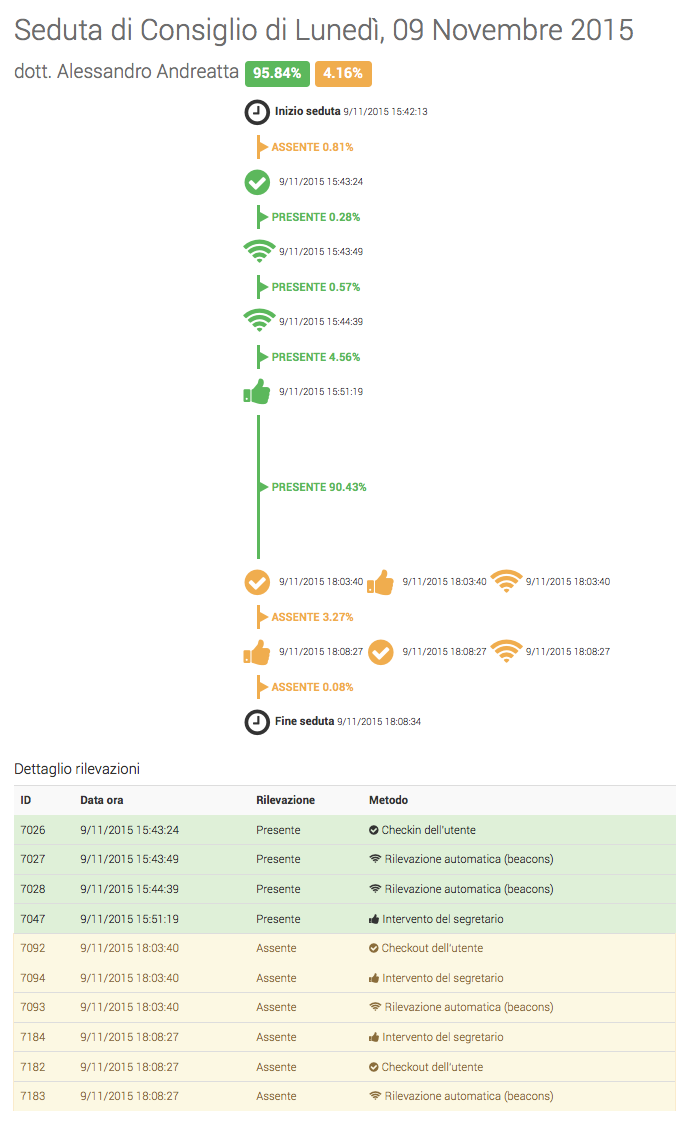 Seduta di Consiglio di Lunedì, 09 Novembre 2015
dott. Alessandro Andreatta 95.84% 4.16%
Inizio seduta 9/11/2015 15:42:13
ASSENTE 0.81%
9/11/2015 15:43:24
PRESENTE 0.28%
9/11/2015 15:43:49
PRESENTE 0.57%
9/11/2015 15:44:39
PRESENTE 4.56%
9/11/2015 15:51:19
PRESENTE 90.43%
9/11/2015 18:03:40 9/11/2015 18:03:40 9/11/2015 18:03:40
ASSENTE 3.27%
9/11/2015 18:08:27 9/11/2015 18:08:27 9/11/2015 18:08:27
ASSENTE 0.08%
Fine seduta 9/11/2015 18:08:34
Dettaglio rilevazioni
ID Data ora Rilevazione Metodo
7026 9/11/2015 15:43:24 Presente Checkin dell'utente
7027 9/11/2015 15:43:49 Presente Rilevazione automatica (beacons)
7028 9/11/2015 15:44:39 Presente Rilevazione automatica (beacons)
7047 9/11/2015 15:51:19 Presente Intervento del segretario
7092 9/11/2015 18:03:40 Assente Checkout dell'utente
7094 9/11/2015 18:03:40 Assente Intervento del segretario
7093 9/11/2015 18:03:40 Assente Rilevazione automatica (beacons)
7184 9/11/2015 18:08:27 Assente Intervento del segretario
7182 9/11/2015 18:08:27 Assente Checkout dell'utente
7183 9/11/2015 18:08:27 Assente Rilevazione automatica (beacons)